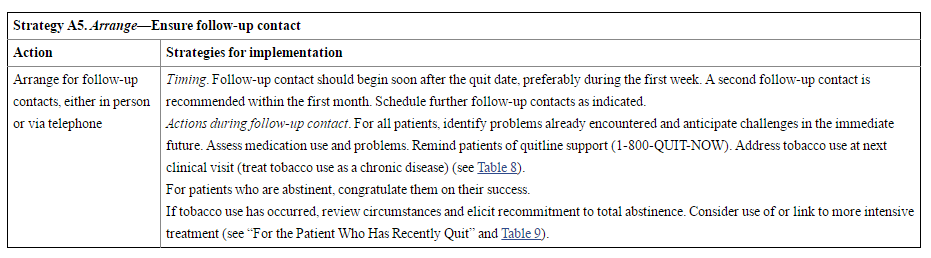 Strategy A5. Arrange—Ensure follow-up contact
Action
Strategies for implementation
Arrange for follow-up
contacts, either in person
or via telephone
Timing. Follow-up contact should begin soon after the quit date, preferably during the first week. A second follow-up contact is
recommended within the first month. Schedule further follow-up contacts as indicated.
Actions during follow-up contact. For all patients, identify problems already encountered and anticipate challenges in the immediate
future. Assess medication use and problems. Remind patients of quitline support (1-800-QUIT-NOW). Address tobacco use at next
clinical visit (treat tobacco use as a chronic disease) (see Table 8).
For patients who are abstinent, congratulate them on their success.
If tobacco use has occurred, review circumstances and elicit recommitment to total abstinence. Consider use of or link to more intensive
treatment (see “For the Patient Who Has Recently Quit” and Table 9).